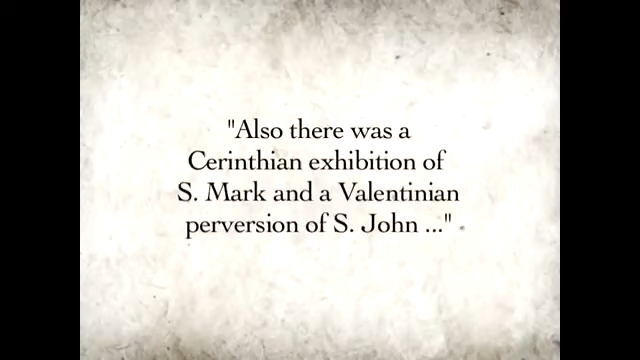 "Also there was a
Cerinthian exhibition of
S. Mark and a Valentinian
perversion of S. John ..."